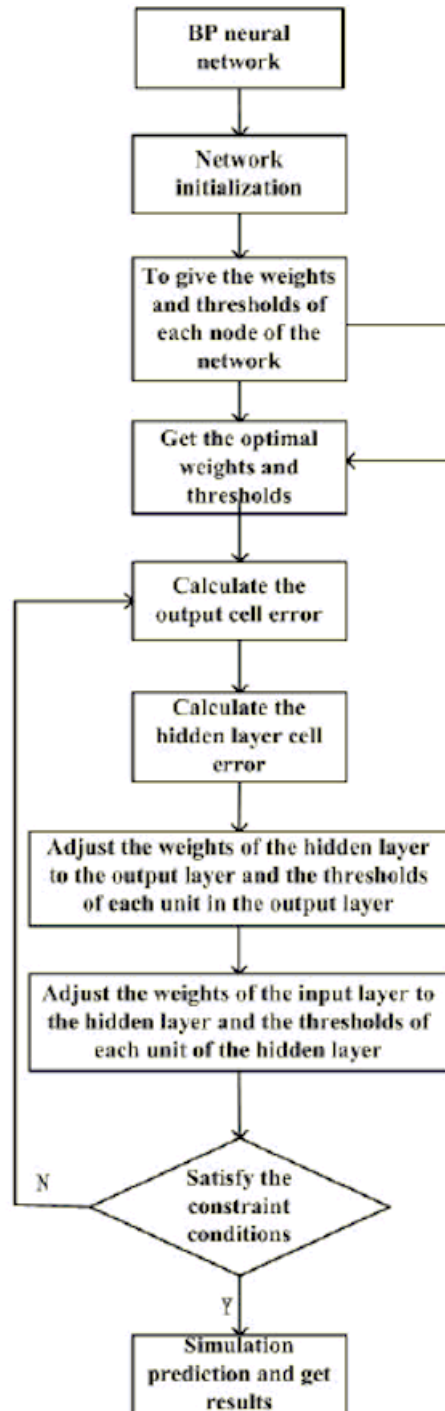 BP neural
network
Network
initialization
To give the weights
and thresholds of
each node of the
network
Get the optimal
weights and
thresholds
Calculate the
output cell error
Calculate the
hidden layer cell
error
Adjust the weights of the hidden layer
to the output layer and the thresholds
of each unit in the output layer
Adjust the weights of the input layer to
the hidden layer and the thresholds of
each unit of the hidden layer
N
Satisfy the
constraint
conditions
Y
Simulation
prediction and get
results